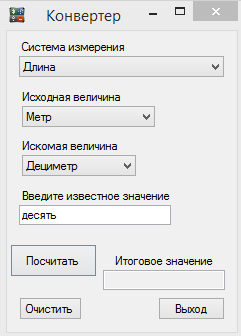 Конвертер
Система измерения
Длина
Исходная величина
Метр
Искомая величина
Дециметр
Введите известное значение
десять
Посчитать
Итоговое значение
Очистить
Выход